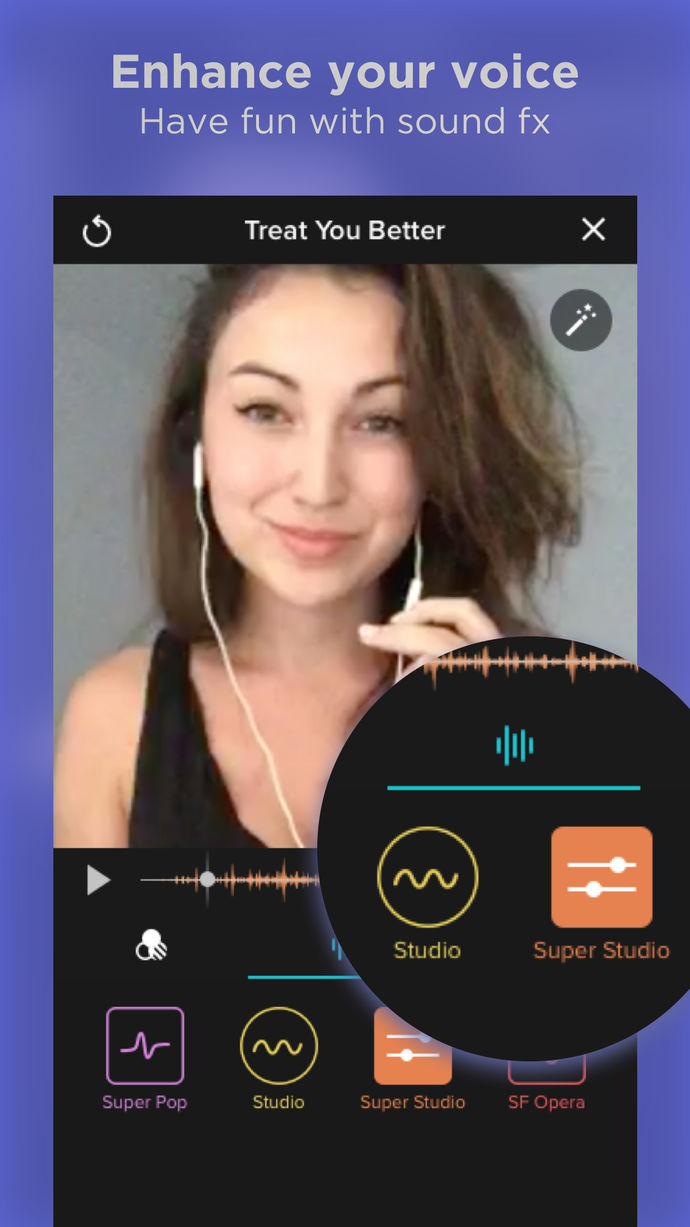 Enhance your voice
Have fun with sound fx
Treat You Better
Studio
Super Studio
Super Pop
Studio
Super Studio
SF Opera